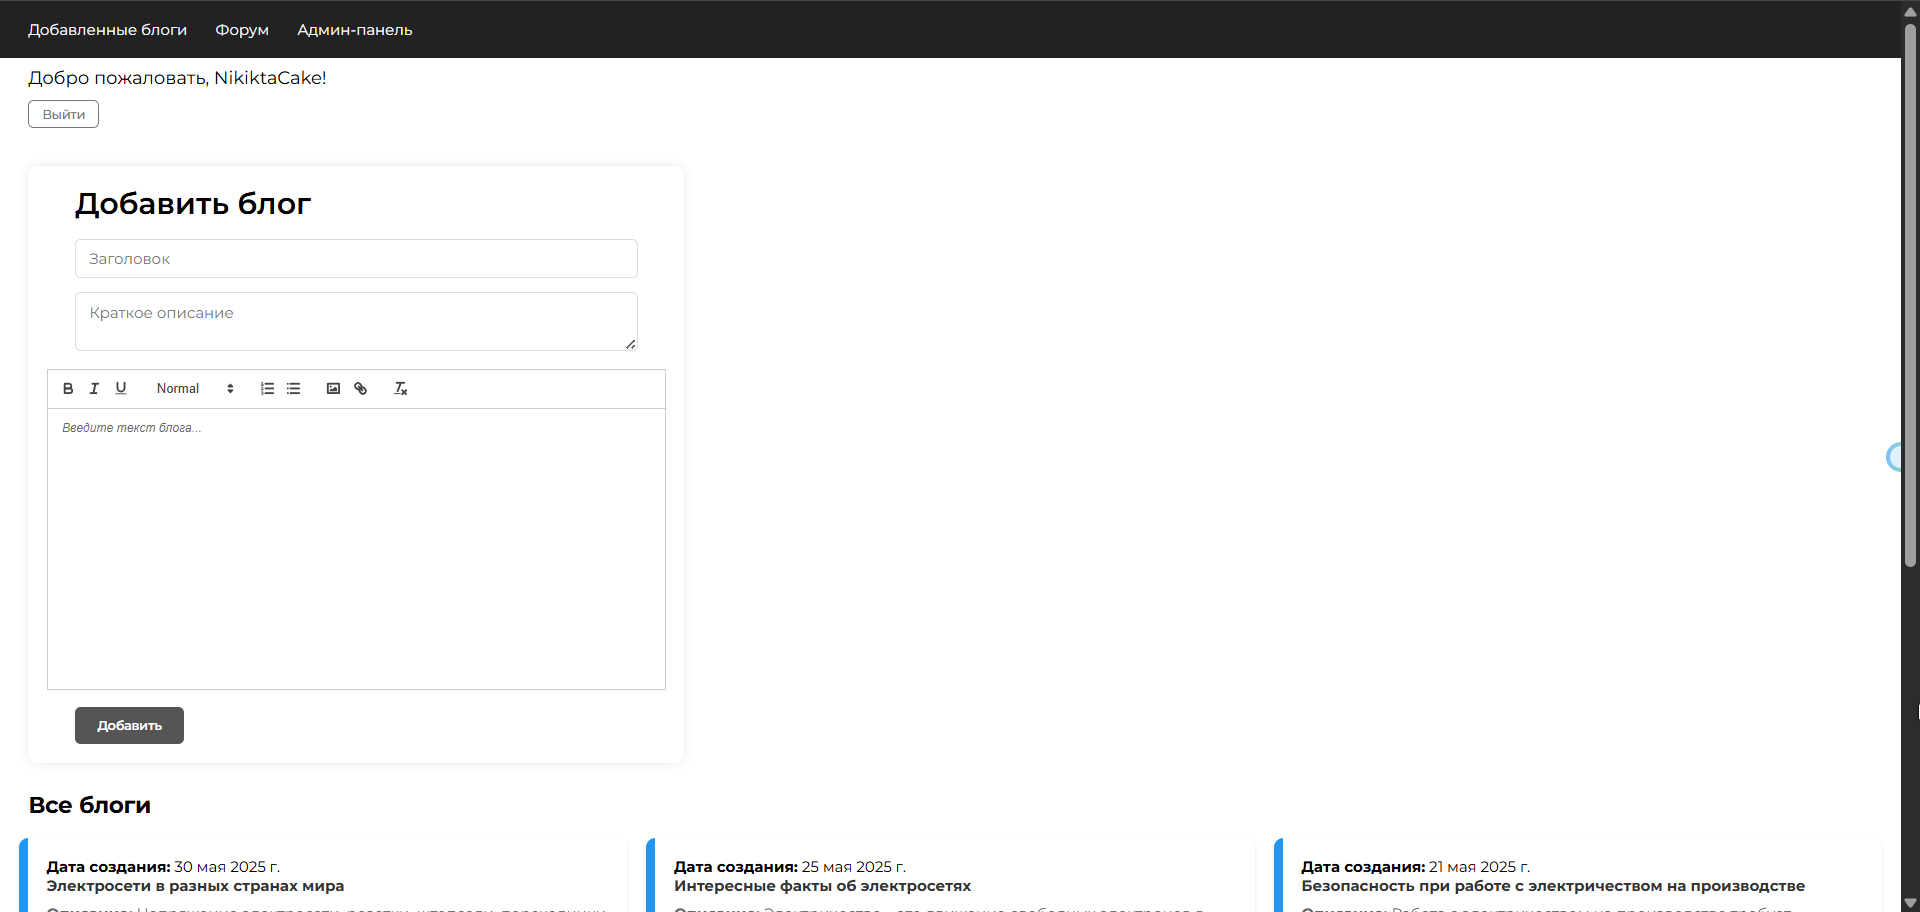 Добавленные блоги Форум Админ-панель
Добро пожаловать, NikiktaCake!
Выйти
Добавить блог
Заголовок
Краткое описание
Normal
Введите текст блога...
Добавить
Все блоги
Дата создания: 30 мая 2025 г.
Электросети в разных странах мира
Дата создания: 25 мая 2025 г.
Интересные факты об электросетях
Дата создания: 21 мая 2025 г.
Безопасность при работе с электричеством на производстве